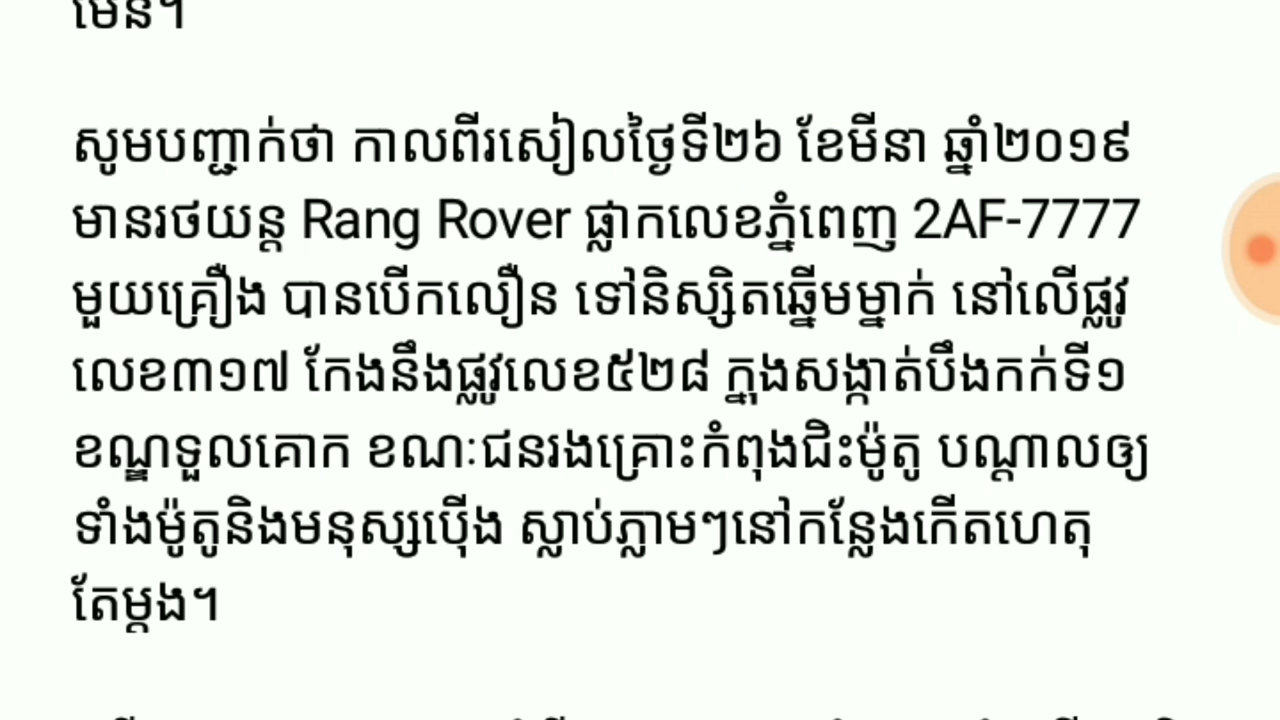 មែន។
សូមបញ្ជាក់ថា កាលពីរសៀលថ្ងៃទី២៦ ខែមីនា ឆ្នាំ២០១៩
មានរថយន្ត Rang Rover ផ្លាកលេខភ្នំពេញ 2AF-7777
មួយគ្រឿង បានបើកលឿន ទៅនិស្សិតឆ្នើមម្នាក់ នៅលើផ្លូវ
លេខ៣១៧ កែងនឹងផ្លូវលេខ៥២៨ ក្នុងសង្កាត់បឹងកក់ទី១
ខណ្ឌទួលគោក ខណៈជនរងគ្រោះកំពុងជិះម៉ូតូ បណ្តាលឲ្យ
ទាំងម៉ូតូនិងមនុស្សប៉ើង ស្លាប់ភ្លាមៗនៅកន្លែងកើតហេតុ
តែម្តង។